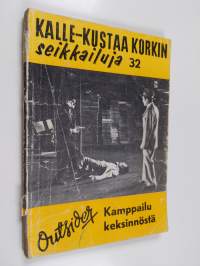 KALLE-KUSTAA KORKIN
seikkailuja 32
Outsider
Kamppailu
keksinnöstä